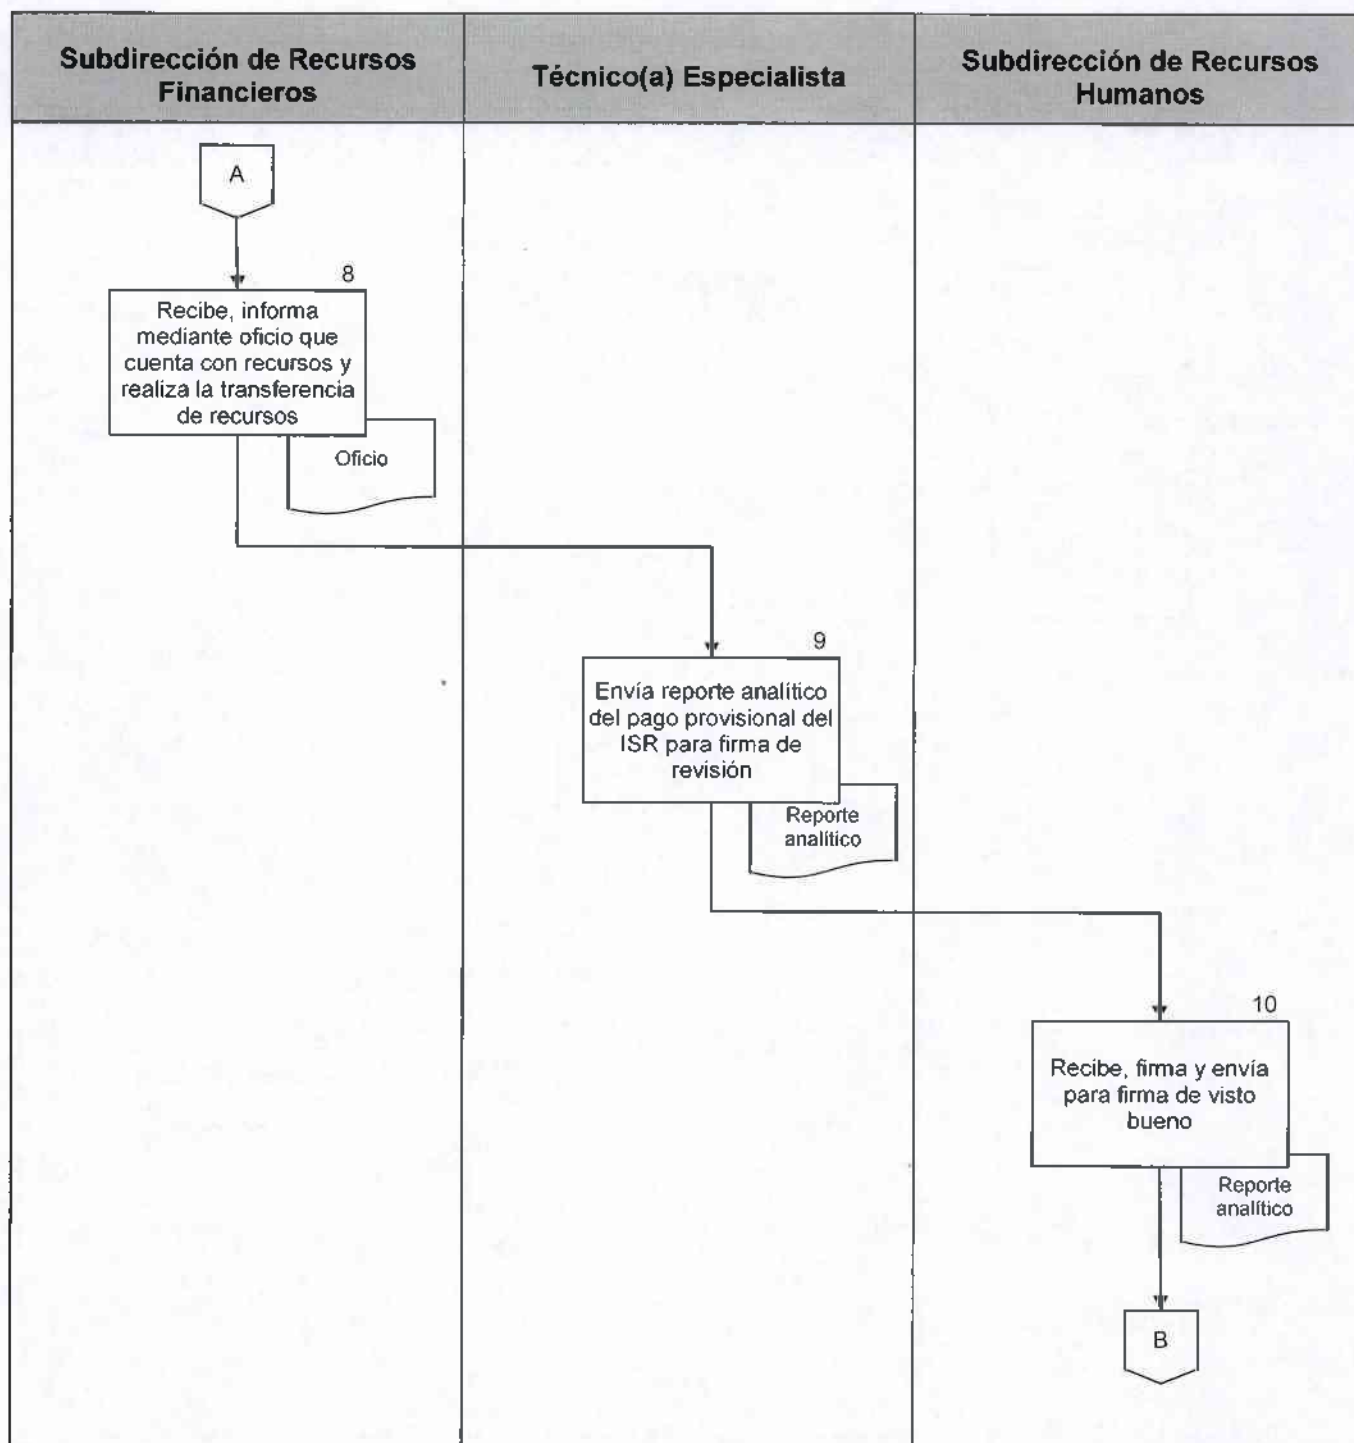 Subdirección de Recursos
Financieros
Técnico(a) Especialista
Subdirección de Recursos
Humanos
A
8
Recibe, informa
mediante oficio que
cuenta con recursos y
realiza la transferencia
de recursos
Oficio
9
Envía reporte analítico
del pago provisional del
ISR para firma de
revisión
Reporte
analítico
10
Recibe, firma y envía
para firma de visto
bueno
Reporte
analítico
B